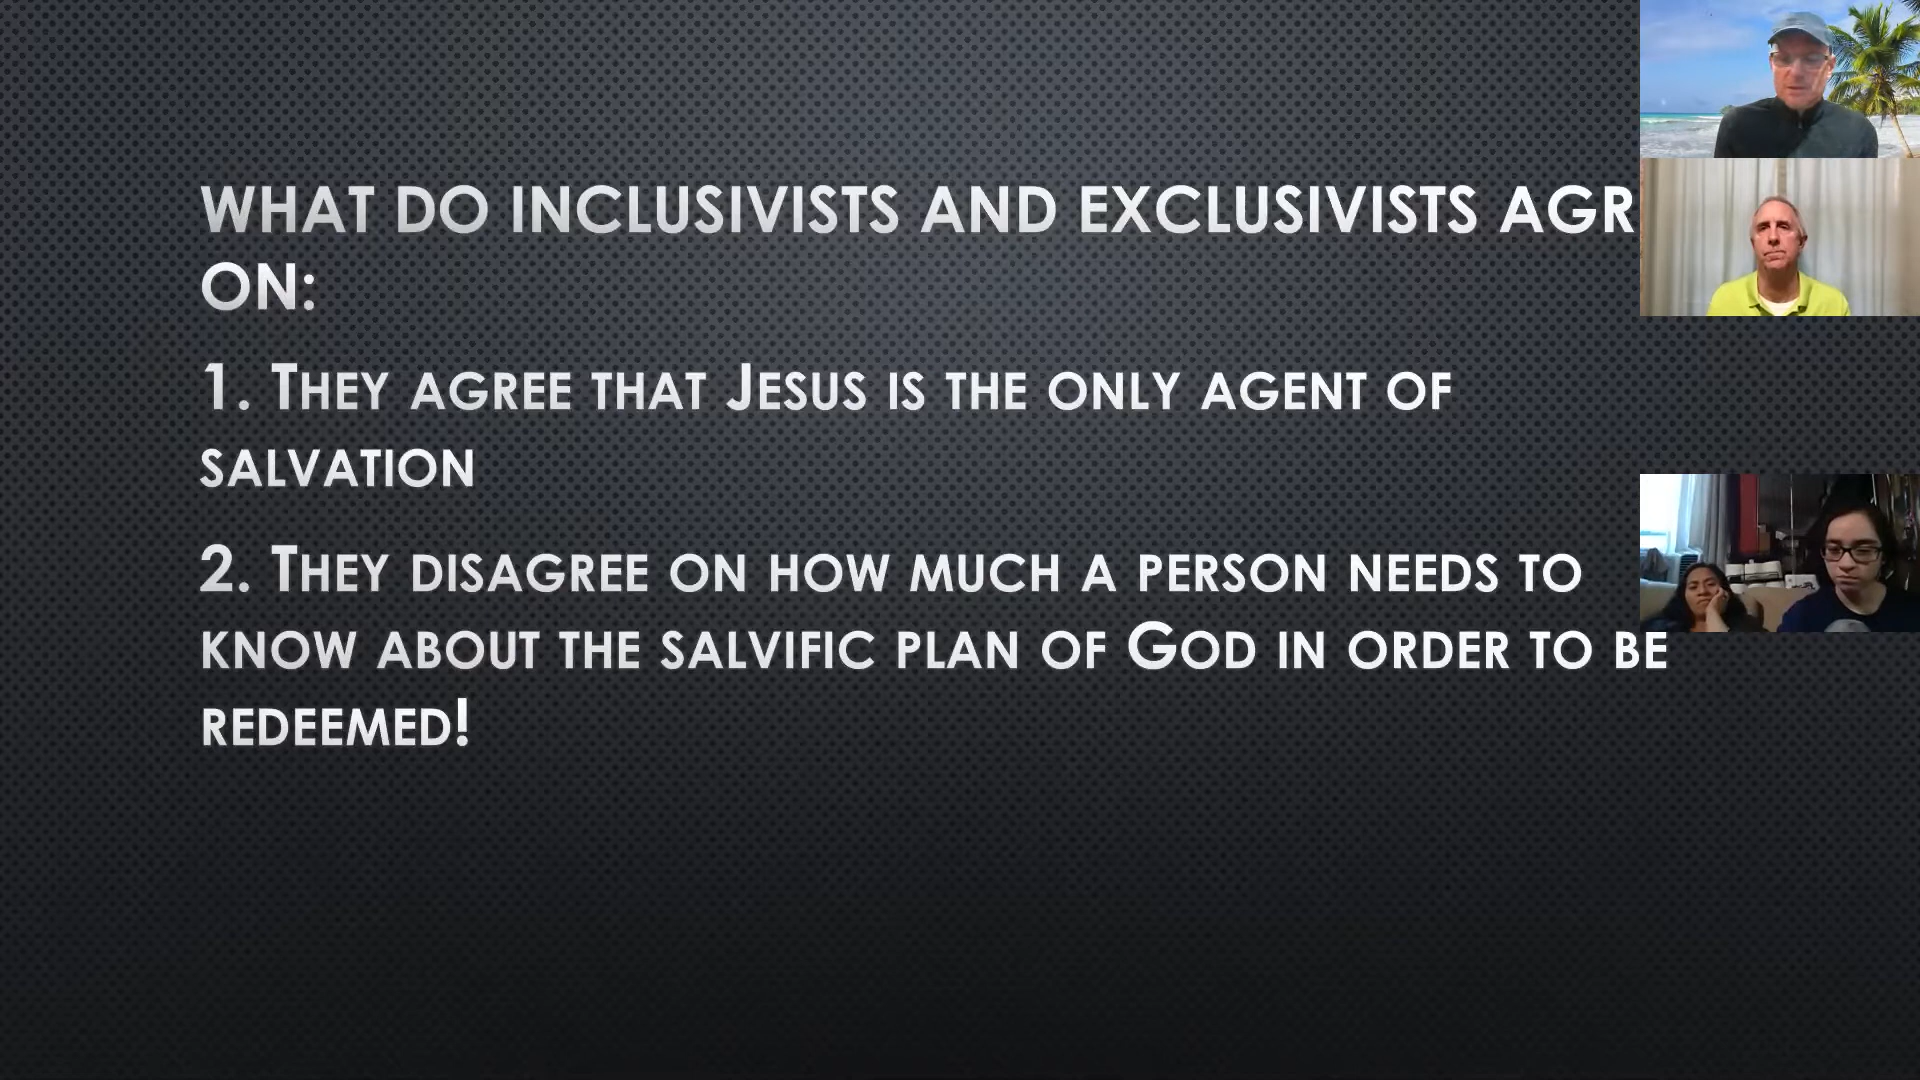 WHAT DO INCLUSIVISTS AND EXCLUSIVISTS AGR
ON:
1. THEY AGREE THAT JESUS IS THE ONLY AGENT OF
SALVATION
2. THEY DISAGREE ON HOW MUCH A PERSON NEEDS TO
KNOW ABOUT THE SALVIFIC PLAN OF GOD IN ORDER TO BE
REDEEMED!